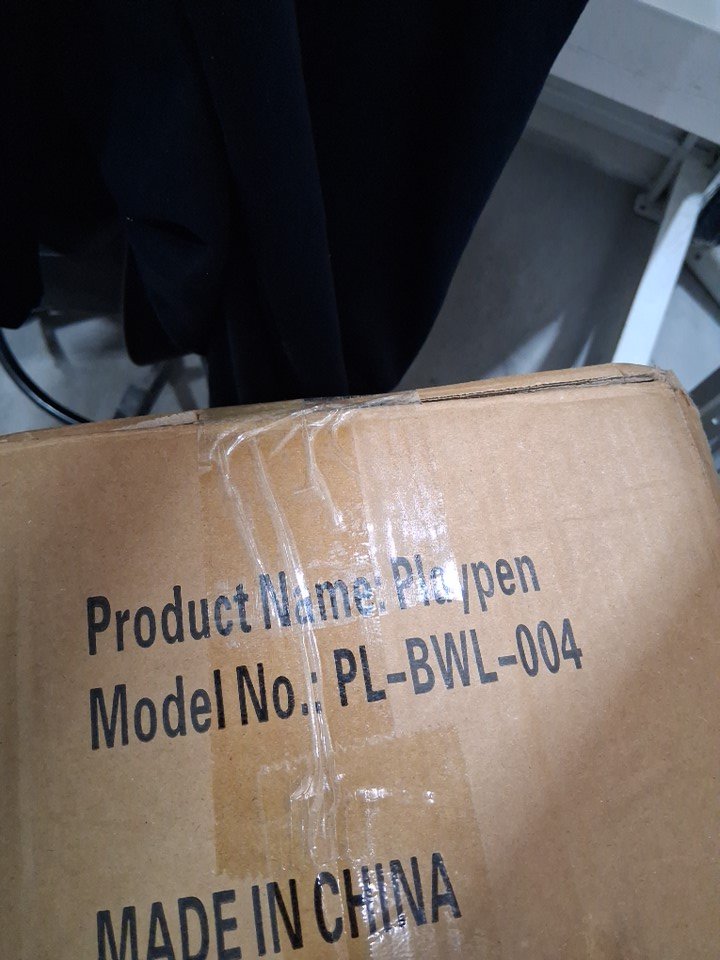 Product Name: Playpen
Model No.: PL-BWL-004
MADE IN CHINA